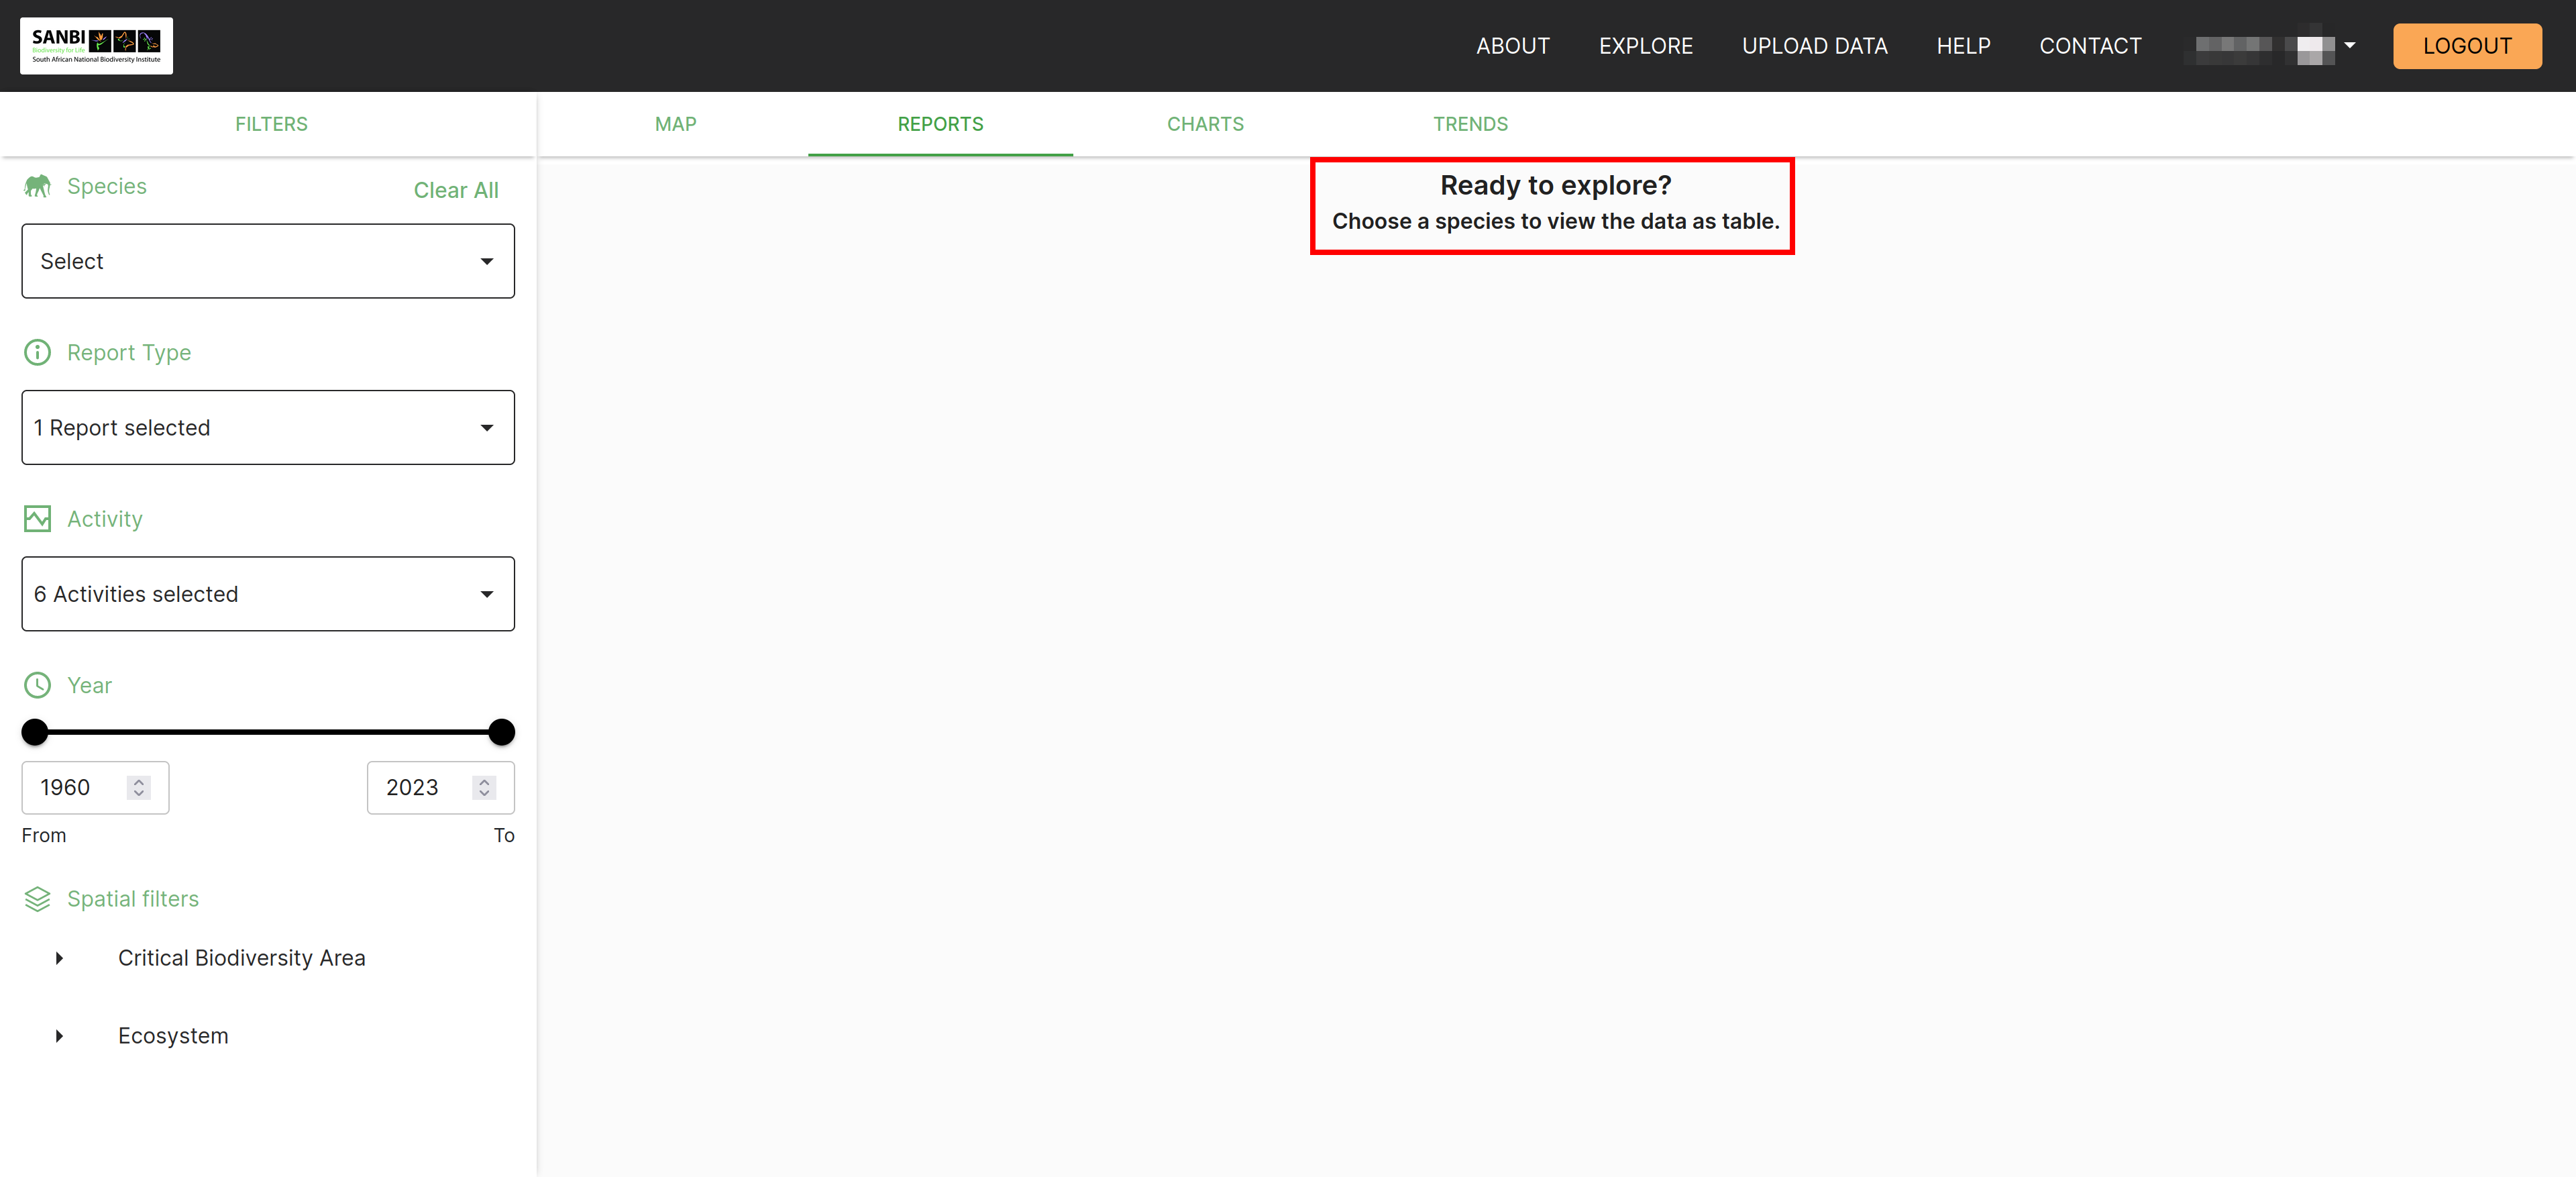 SANBI
Biodiversity for Life
South African National Biodiversity Institute
ABOUT
EXPLORE
UPLOAD DATA
HELP
CONTACT
LOGOUT
FILTERS
MAP
REPORTS
CHARTS
TRENDS
Species
Clear All
Select
Report Type
1 Report selected
Activity
6 Activities selected
Year
1960
2023
From
To
Spatial filters
Critical Biodiversity Area
Ecosystem
Ready to explore?
Choose a species to view the data as table.